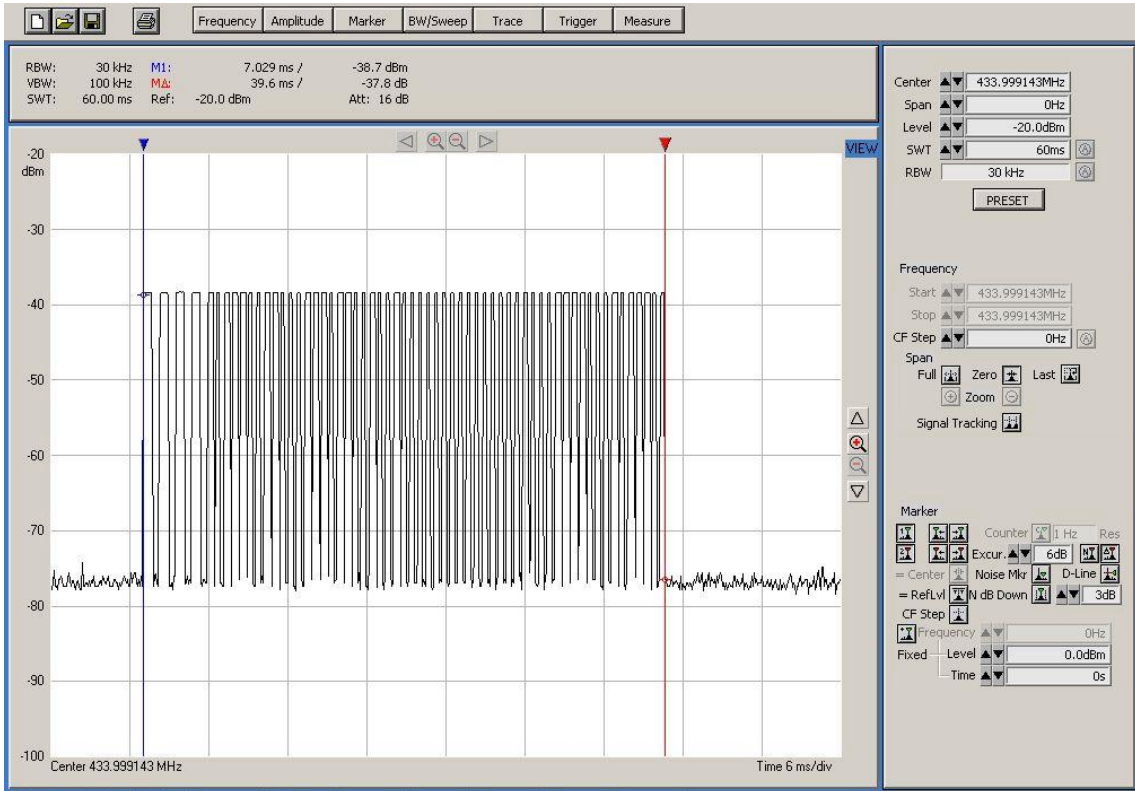 Frequency Amplitude Marker BW/Sweep Trace Trigger Measure
RBW: 30 kHz M1: 7.029 ms / -38.7 dBm
VBW: 100 kHz MΔ: 39.6 ms / -37.8 dB
SWT: 60.00 ms Ref: -20.0 dBm Att: 16 dB
VIEW
-20
dBm
-30
-40
-50
-60
-70
-80
-90
-100
Center 433.999143 MHz Time 6 ms/div
Center 433.999143MHz
Span 0Hz
Level -20.0dBm
SWT 60ms
RBW 30 kHz
PRESET
Frequency
Start 433.999143MHz
Stop 433.999143MHz
CF Step 0Hz
Span
Full Zero Last
Zoom
Signal Tracking
Marker
Counter 1 Hz Res
Excur. 6dB
= Center Noise Mkr D-Line
= RefLvl N dB Down 3dB
CF Step
Frequency 0Hz
Fixed Level 0.0dBm
Time 0s